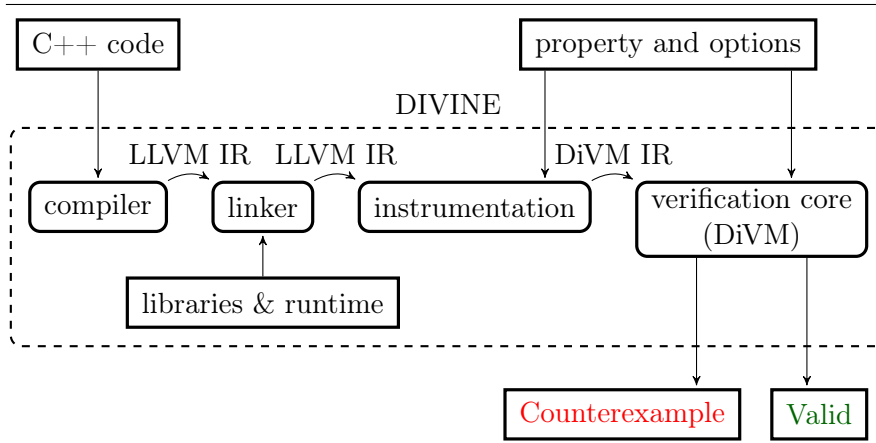 C++ code
property and options
DIVINE
LLVM IR
LLVM IR
DiVM IR
compiler
linker
instrumentation
verification core
(DiVM)
libraries & runtime
Counterexample
Valid